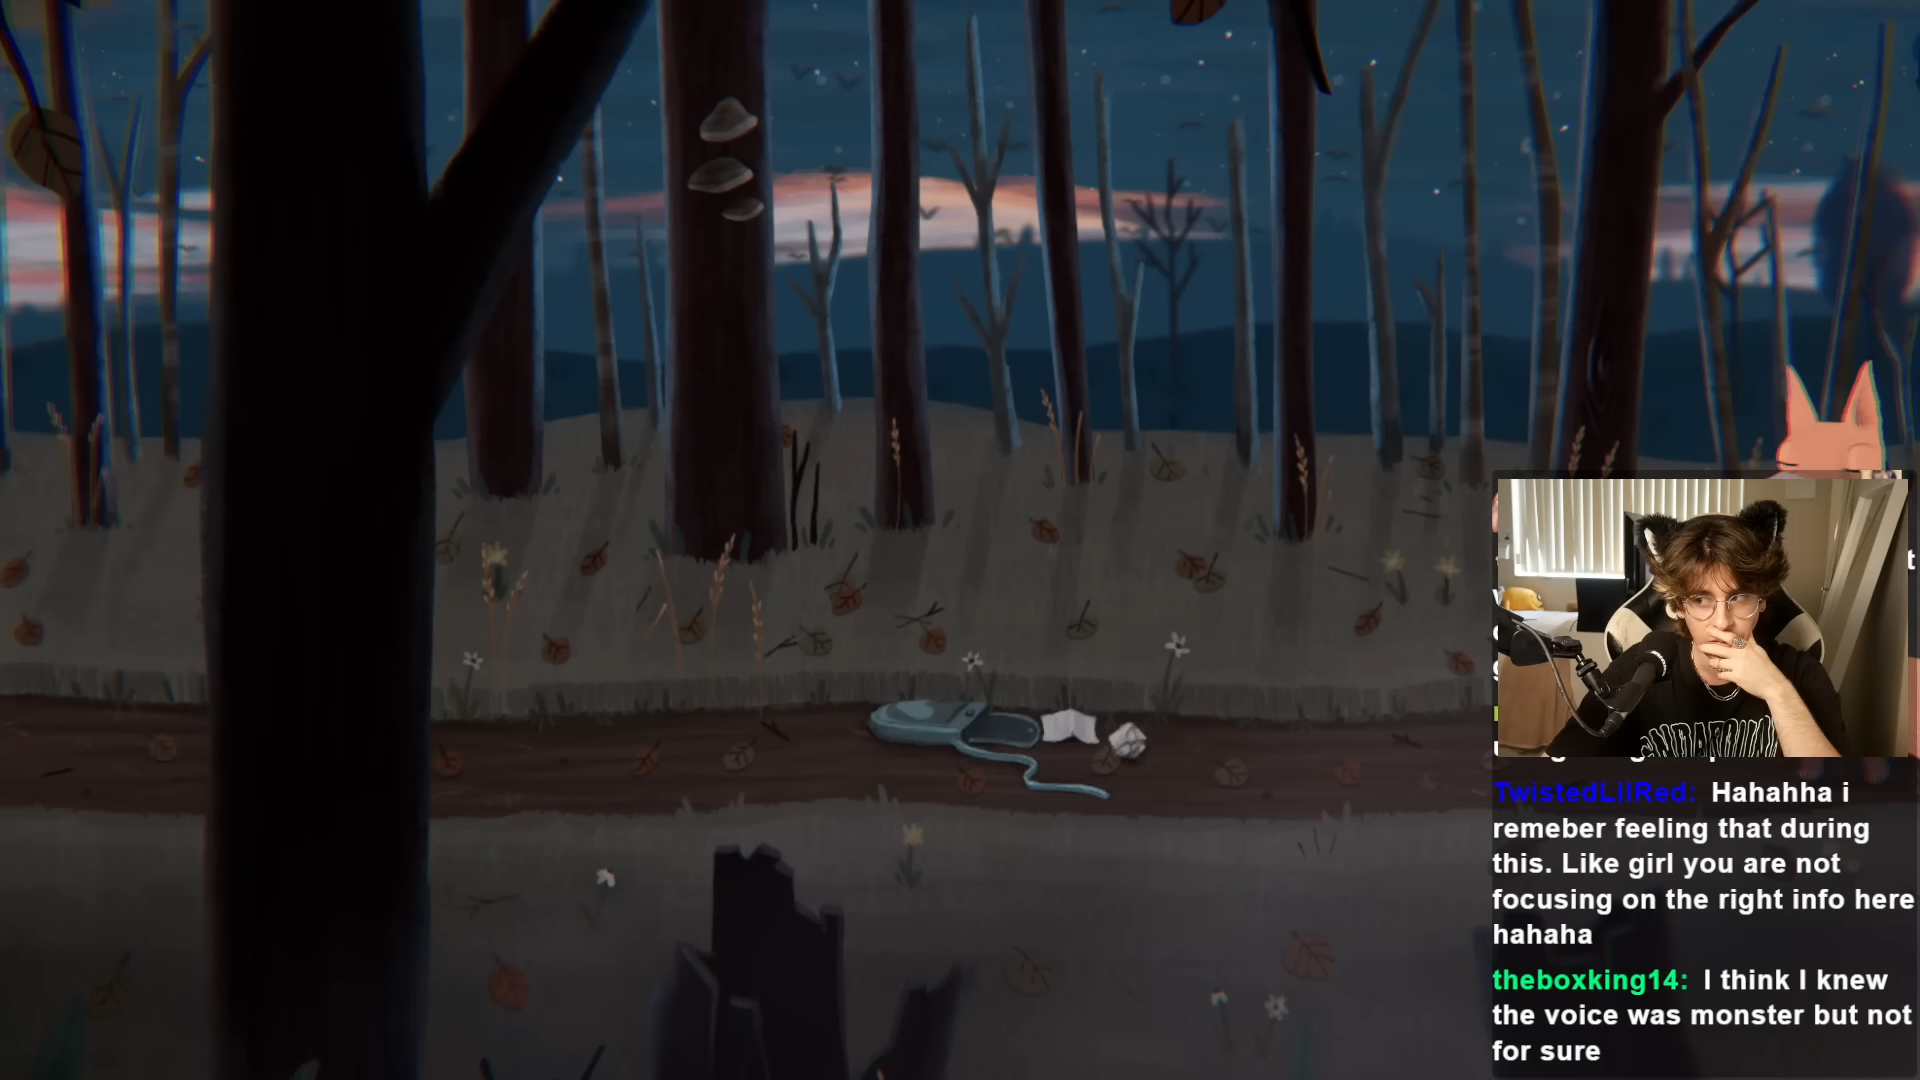 TwistedLilRed: Hahahha i
remeber feeling that during
this. Like girl you are not
focusing on the right info here
hahaha
theboxking14: I think I knew
the voice was monster but not
for sure